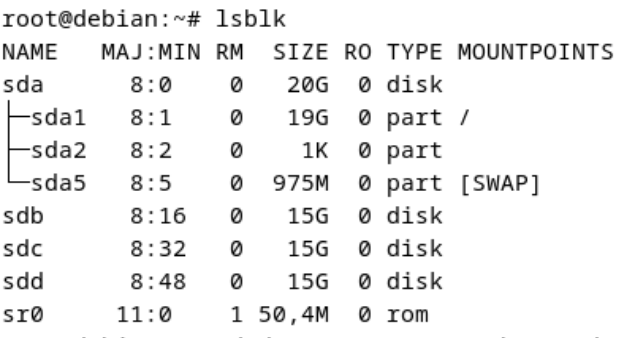 root@debian:~# lsblk
NAME   MAJ:MIN RM   SIZE RO TYPE MOUNTPOINTS
sda      8:0    0    20G  0 disk
├─sda1   8:1    0    19G  0 part /
├─sda2   8:2    0     1K  0 part
└─sda5   8:5    0   975M  0 part [SWAP]
sdb      8:16   0    15G  0 disk
sdc      8:32   0    15G  0 disk
sdd      8:48   0    15G  0 disk
sr0     11:0    1 50,4M  0 rom